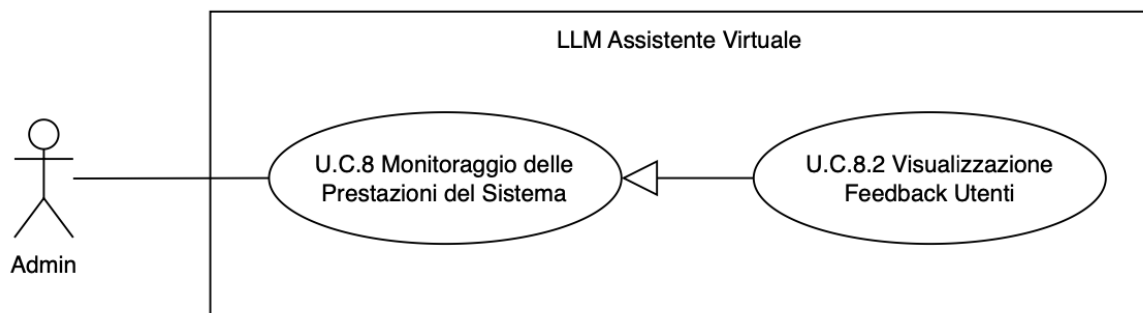 LLM Assistente Virtuale
U.C.8 Monitoraggio delle
Prestazioni del Sistema
U.C.8.2 Visualizzazione
Feedback Utenti
Admin